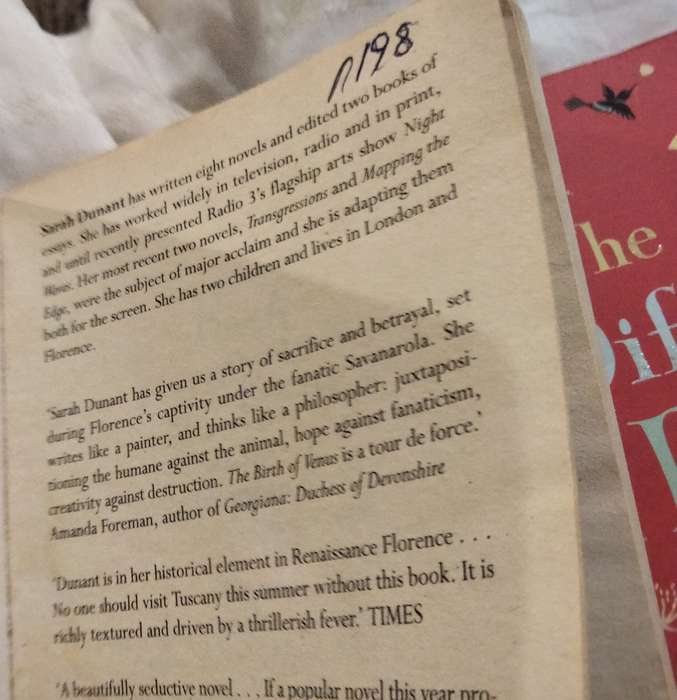 n198
Sarah Dunant has written eight novels and edited two books of
essays. She has worked widely in television, radio and in print,
and until recently presented Radio 3's flagship arts show Night
Waves. Her most recent two novels, Transgressions and Mapping the
Edge, were the subject of major acclaim and she is adapting them
both for the screen. She has two children and lives in London and
Florence.
'Sarah Dunant has given us a story of sacrifice and betrayal, set
during Florence's captivity under the fanatic Savanarola. She
writes like a painter, and thinks like a philosopher: juxtaposi-
tioning the humane against the animal, hope against fanaticism,
creativity against destruction. The Birth of Venus is a tour de force.'
Amanda Foreman, author of Georgiana: Duchess of Devonshire
'Dunant is in her historical element in Renaissance Florence . . .
No one should visit Tuscany this summer without this book. It is
richly textured and driven by a thrillerish fever.' TIMES
'A beautifully seductive novel . . . If a popular novel this year pro-
he
Dif